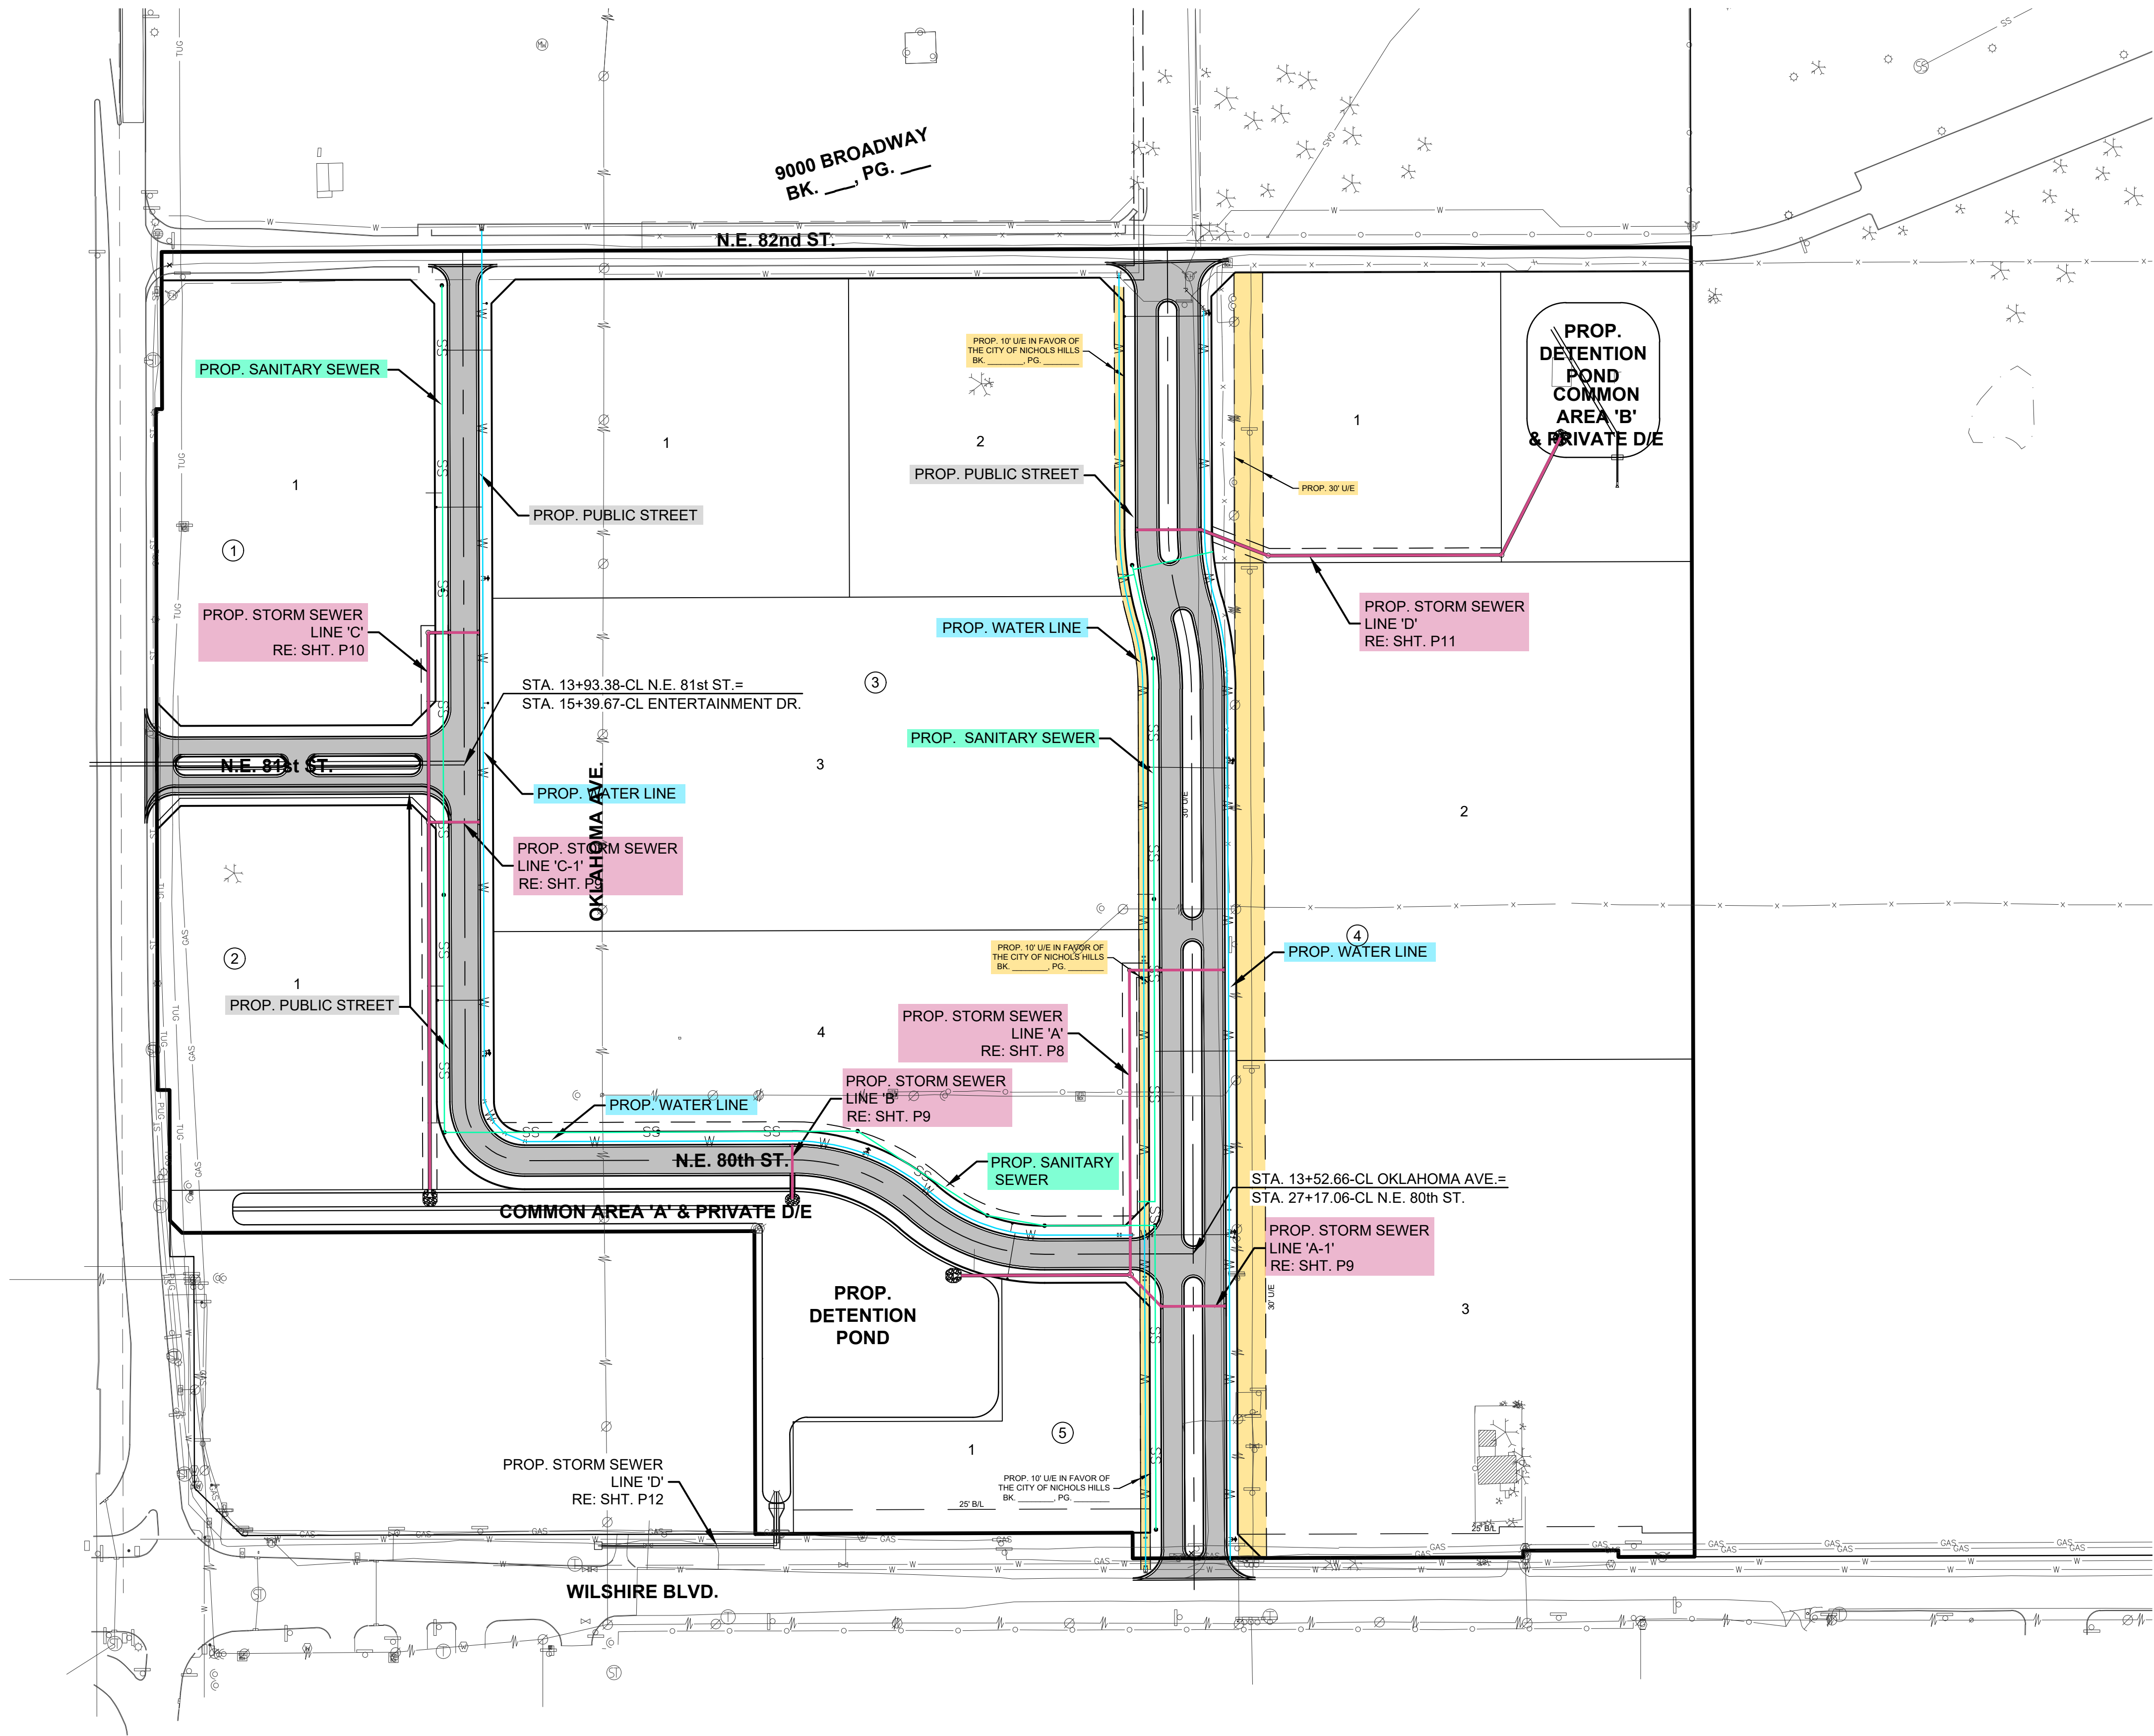 9000 BROADWAY
BK. ___, PG. ___
N.E. 82nd ST.
PROP. SANITARY SEWER
PROP. 10' U/E IN FAVOR OF
THE CITY OF NICHOLS HILLS
BK. ________, PG. ________
PROP.
DETENTION
POND
COMMON
AREA 'B'
& PRIVATE D/E
1
2
1
1
PROP. PUBLIC STREET
PROP. PUBLIC STREET
PROP. 30' U/E
1
PROP. STORM SEWER
LINE 'C'
RE: SHT. P10
PROP. WATER LINE
PROP. STORM SEWER
LINE 'D'
RE: SHT. P11
STA. 13+93.38-CL N.E. 81st ST.=
STA. 15+39.67-CL ENTERTAINMENT DR.
3
PROP. SANITARY SEWER
N.E. 81st ST.
3
PROP. WATER LINE
OKLAHOMA AVE.
30' U/E
2
PROP. STORM SEWER
LINE 'C-1'
RE: SHT. P9
2
1
PROP. PUBLIC STREET
PROP. 10' U/E IN FAVOR OF
THE CITY OF NICHOLS HILLS
BK. ________, PG. ________
4
PROP. WATER LINE
4
PROP. STORM SEWER
LINE 'A'
RE: SHT. P8
PROP. STORM SEWER
LINE 'B'
RE: SHT. P9
PROP. WATER LINE
N.E. 80th ST.
PROP. SANITARY
SEWER
STA. 13+52.66-CL OKLAHOMA AVE.=
STA. 27+17.06-CL N.E. 80th ST.
COMMON AREA 'A' & PRIVATE D/E
PROP. STORM SEWER
LINE 'A-1'
RE: SHT. P9
30' U/E
3
PROP.
DETENTION
POND
5
1
PROP. STORM SEWER
LINE 'D'
RE: SHT. P12
PROP. 10' U/E IN FAVOR OF
THE CITY OF NICHOLS HILLS
BK. ________, PG. ________
25' B/L
25' B/L
WILSHIRE BLVD.